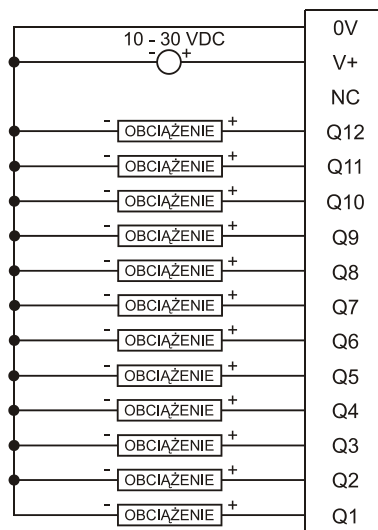 0V
10 - 30 VDC
- + V+
NC
- OBCIĄŻENIE + Q12
- OBCIĄŻENIE + Q11
- OBCIĄŻENIE + Q10
- OBCIĄŻENIE + Q9
- OBCIĄŻENIE + Q8
- OBCIĄŻENIE + Q7
- OBCIĄŻENIE + Q6
- OBCIĄŻENIE + Q5
- OBCIĄŻENIE + Q4
- OBCIĄŻENIE + Q3
- OBCIĄŻENIE + Q2
- OBCIĄŻENIE + Q1